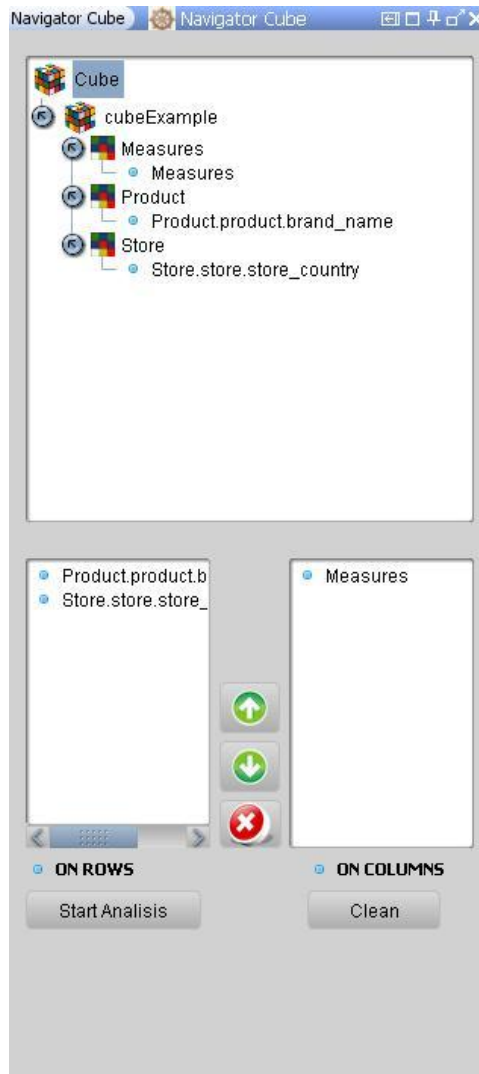 Navigator Cube Navigator Cube
Cube
cubeExample
Measures
Measures
Product
Product.product.brand_name
Store
Store.store.store_country
Product.product.b
Store.store.store_
Measures
ON ROWS
ON COLUMNS
Start Analisis
Clean